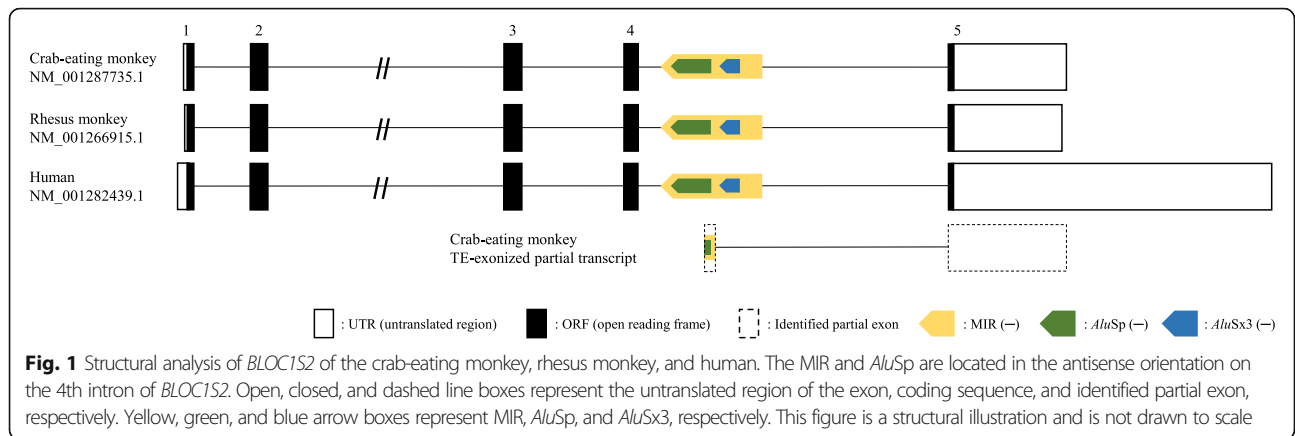 1 2 3 4 5
Crab-eating monkey
NM_001287735.1
//
Rhesus monkey
NM_001266915.1
//
Human
NM_001282439.1
//
Crab-eating monkey
TE-exonized partial transcript
: UTR (untranslated region) : ORF (open reading frame) : Identified partial exon : MIR (—) : AluSp (—) : AluSx3 (—)
Fig. 1 Structural analysis of BLOC1S2 of the crab-eating monkey, rhesus monkey, and human. The MIR and AluSp are located in the antisense orientation on
the 4th intron of BLOC1S2. Open, closed, and dashed line boxes represent the untranslated region of the exon, coding sequence, and identified partial exon,
respectively. Yellow, green, and blue arrow boxes represent MIR, AluSp, and AluSx3, respectively. This figure is a structural illustration and is not drawn to scale